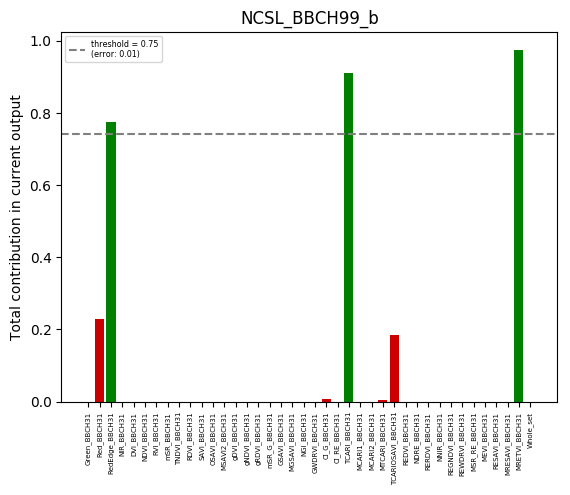 NCSL_BBCH99_b
threshold = 0.75
(error: 0.01)
Total contribution in current output
1.0
0.8
0.6
0.4
0.2
0.0
Green_BBCH31
Red_BBCH31
RedEdge_BBCH31
NIR_BBCH31
DVI_BBCH31
NDVI_BBCH31
RVI_BBCH31
mSR_BBCH31
TNDVI_BBCH31
RDVI_BBCH31
SAVI_BBCH31
OSAVI_BBCH31
MSAVI2_BBCH31
gDVI_BBCH31
gNDVI_BBCH31
gRDVI_BBCH31
mSR_G_BBCH31
GSAVI_BBCH31
MGSAVI_BBCH31
NGI_BBCH31
GWDRVI_BBCH31
CI_G_BBCH31
CI_RE_BBCH31
TCARI_BBCH31
MCARI1_BBCH31
MCARI2_BBCH31
MTCARI_BBCH31
TCARIOSAVI_BBCH31
REDVI_BBCH31
NDRE_BBCH31
RERDVI_BBCH31
NNIR_BBCH31
REGNDVI_BBCH31
REWDRVI_BBCH31
MSR_RE_BBCH31
MEVI_BBCH31
RESAVI_BBCH31
MRESAVI_BBCH31
MRETVI_BBCH31
Whole_set